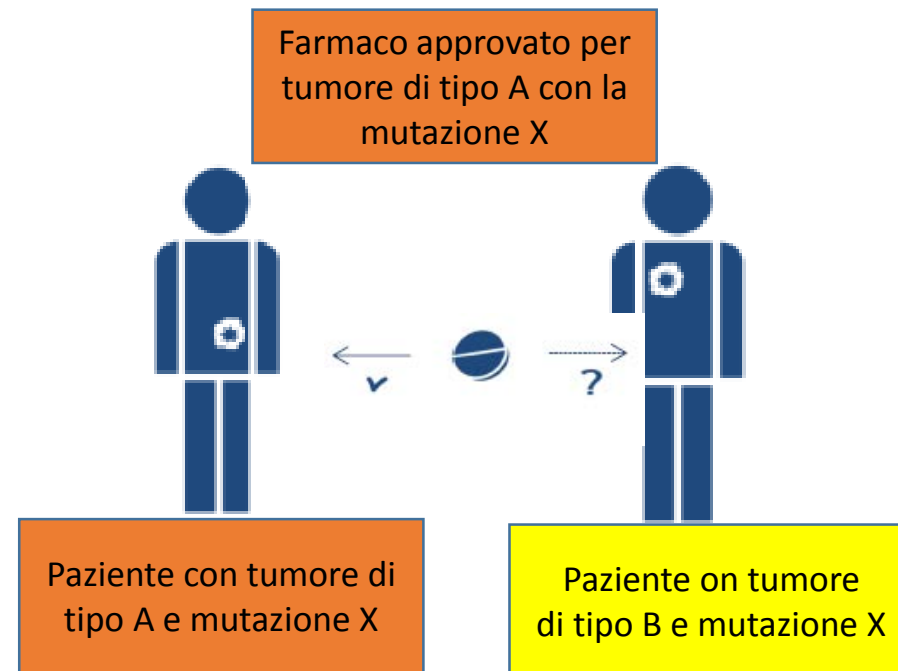 Farmaco approvato per
tumore di tipo A con la
mutazione X
?
Paziente con tumore di
tipo A e mutazione X
Paziente on tumore
di tipo B e mutazione X